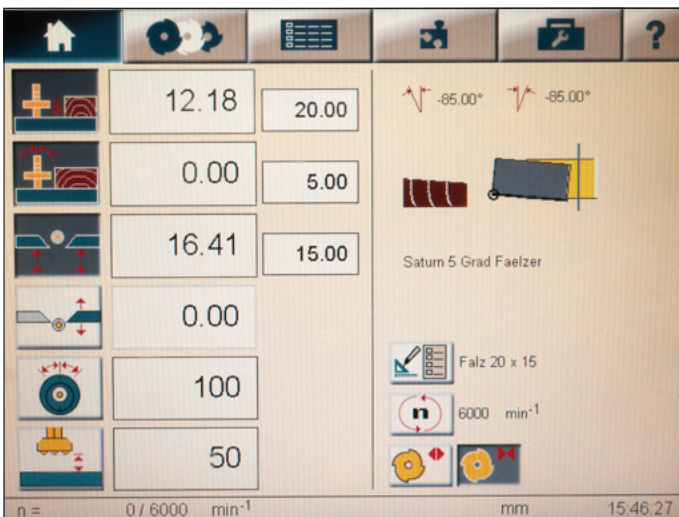 ?
12.18 20.00
-85.00° -85.00°
0.00 5.00
16.41 15.00
Saturn 5 Grad Faelzer
0.00
Falz 20 x 15
100
n 6000 min-1
50
n = 0 / 6000 min-1 mm 15:46:27